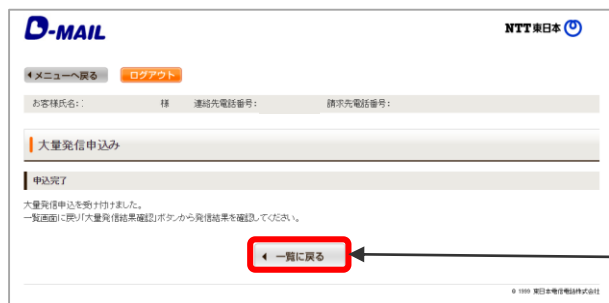 D-MAIL
NTT東日本
メニューへ戻る ログアウト
お客様氏名: 様 連絡先電話番号: 請求先電話番号:
大量発信申込み
申込完了
大量発信申込を受け付けました。
一覧画面に戻り「大量発信結果確認」ボタンから発信結果を確認してください。
一覧に戻る
© 1999 東日本電信電話株式会社